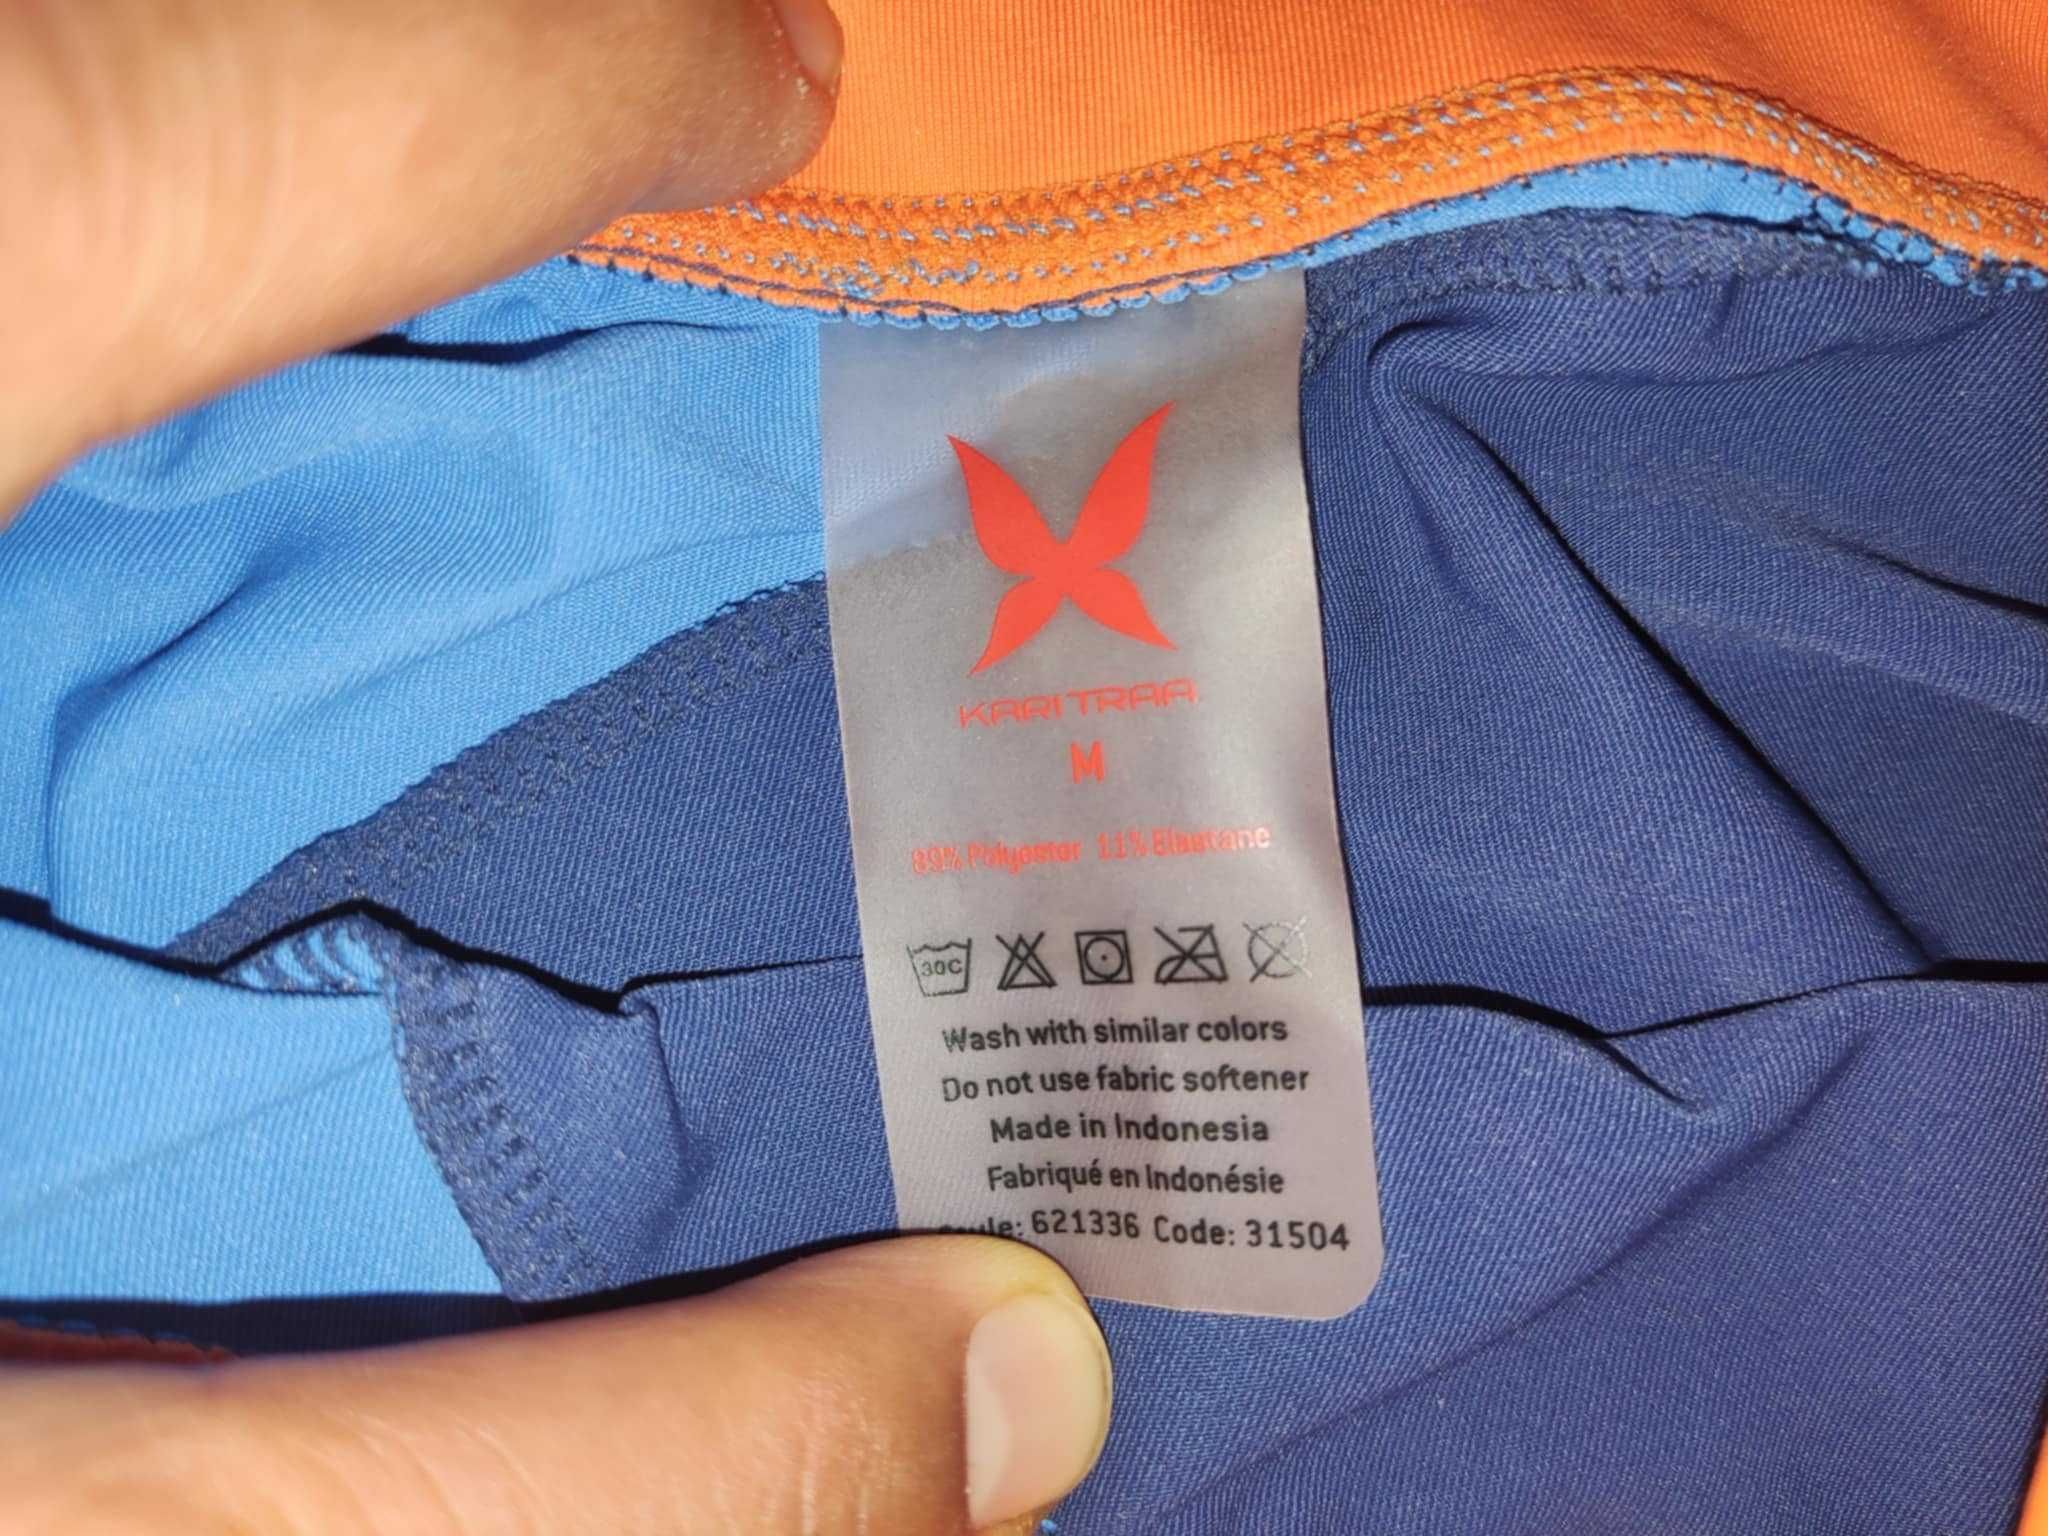 KARI TRAA
M
89% Polyester 11% Elastane
30C
Wash with similar colors
Do not use fabric softener
Made in Indonesia
Fabriqué en Indonésie
621336 Code: 31504